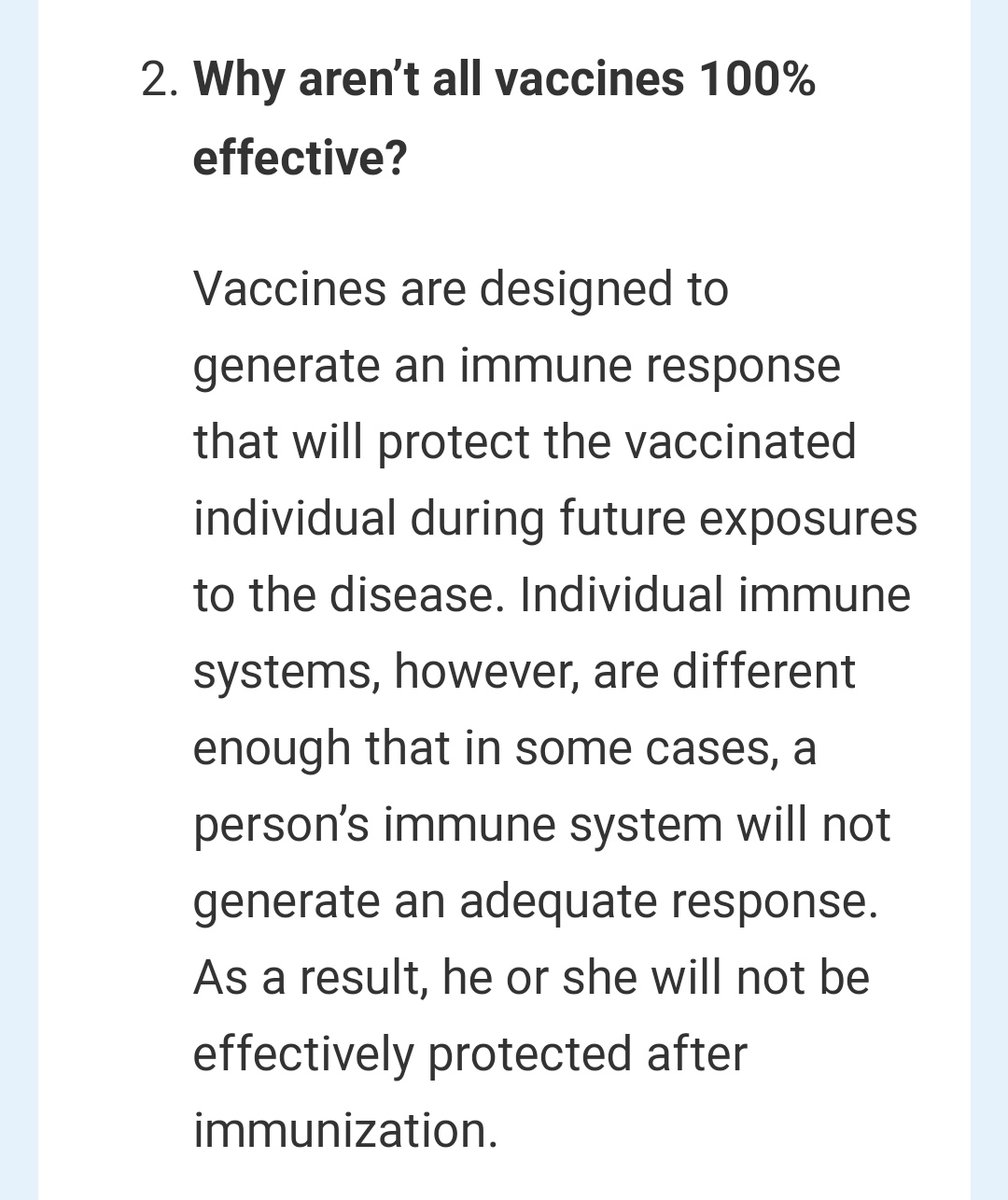 2. Why aren’t all vaccines 100%
effective?
Vaccines are designed to
generate an immune response
that will protect the vaccinated
individual during future exposures
to the disease. Individual immune
systems, however, are different
enough that in some cases, a
person’s immune system will not
generate an adequate response.
As a result, he or she will not be
effectively protected after
immunization.